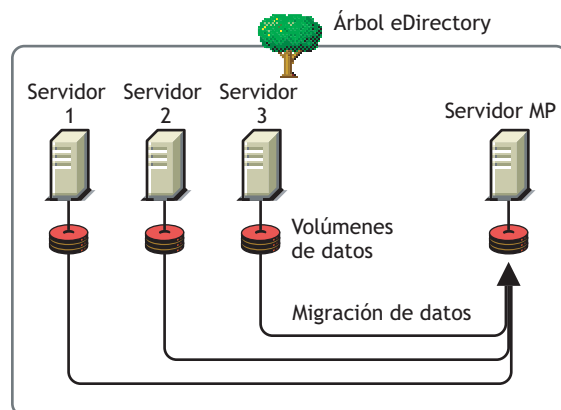 Árbol eDirectory
Servidor
1
Servidor
2
Servidor
3
Servidor MP
Volúmenes
de datos
Migración de datos